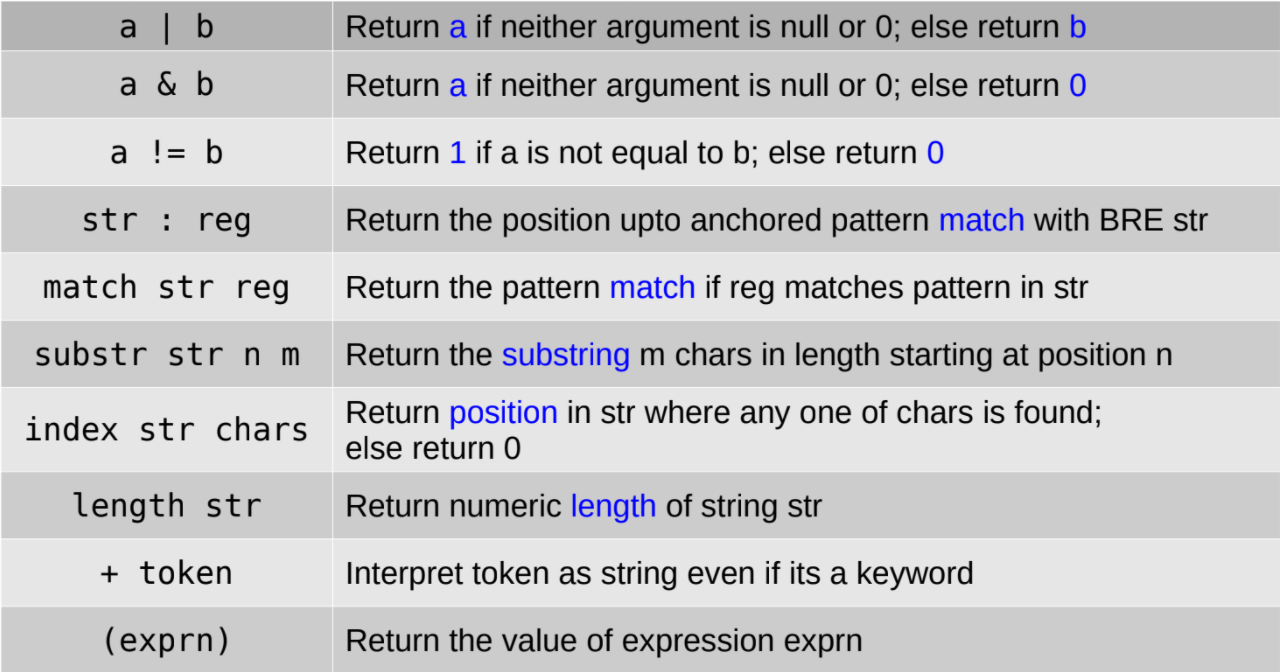 a | b Return a if neither argument is null or 0; else return b
a & b Return a if neither argument is null or 0; else return 0
a != b Return 1 if a is not equal to b; else return 0
str : reg Return the position upto anchored pattern match with BRE str
match str reg Return the pattern match if reg matches pattern in str
substr str n m Return the substring m chars in length starting at position n
index str chars Return position in str where any one of chars is found;
else return 0
length str Return numeric length of string str
+ token Interpret token as string even if its a keyword
(exprn) Return the value of expression exprn